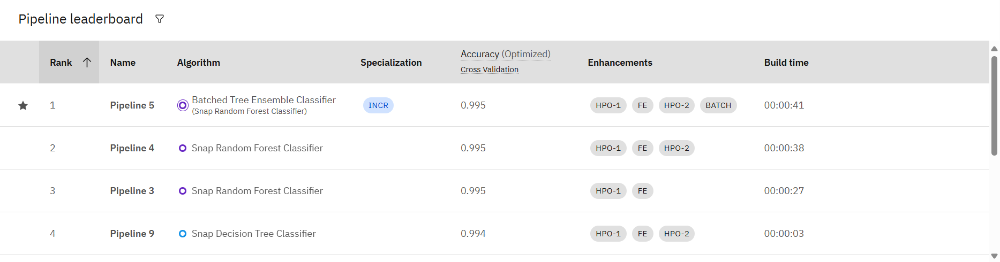 Pipeline leaderboard
Rank Name Algorithm Specialization Accuracy (Optimized) Cross Validation Enhancements Build time
1 Pipeline 5 Batched Tree Ensemble Classifier (Snap Random Forest Classifier) INCR 0.995 HPO-1 FE HPO-2 BATCH 00:00:41
2 Pipeline 4 Snap Random Forest Classifier 0.995 HPO-1 FE HPO-2 00:00:38
3 Pipeline 3 Snap Random Forest Classifier 0.995 HPO-1 FE 00:00:27
4 Pipeline 9 Snap Decision Tree Classifier 0.994 HPO-1 FE HPO-2 00:00:03